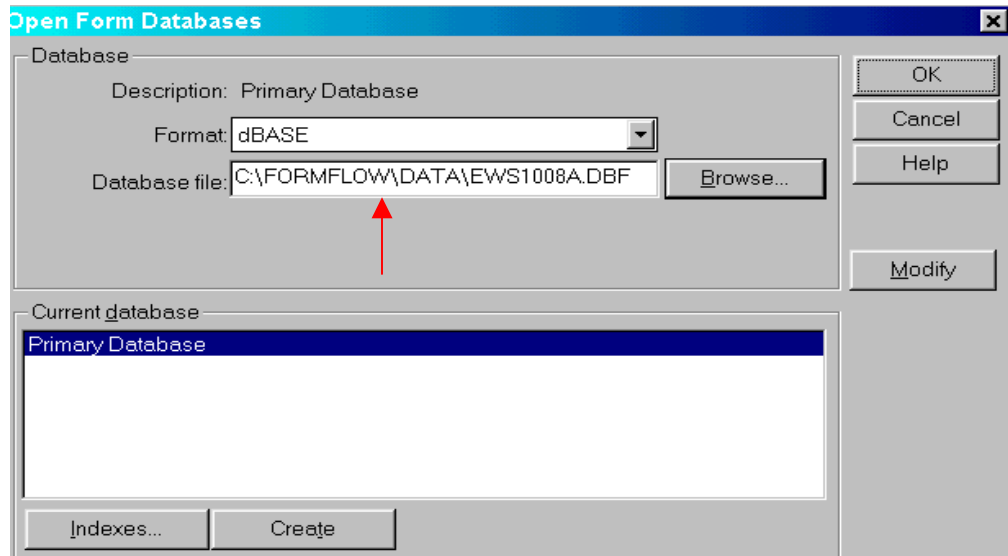 Open Form Databases
Database
Description: Primary Database
Format: dBASE
Database file: C:\FORMFLOW\DATA\EWS1008A.DBF
Browse...
OK
Cancel
Help
Modify
Current database
Primary Database
Indexes...
Create